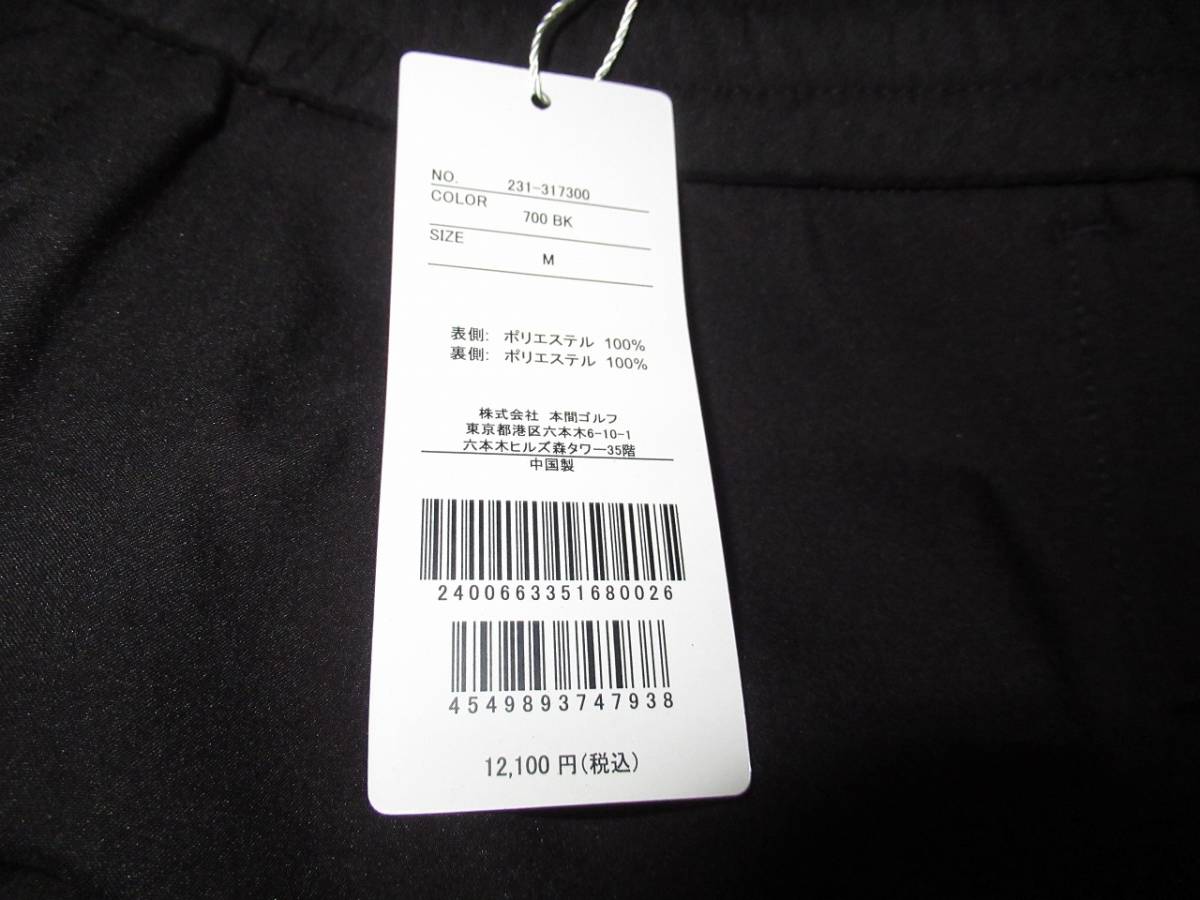 NO. 231-317300
COLOR
700 BK
SIZE
M
表側: ポリエステル 100%
裏側: ポリエステル 100%
株式会社 本間ゴルフ
東京都港区六本木6-10-1
六本木ヒルズ森タワー35階
中国製
2400663351680026
4549893747938
12,100 円(税込)